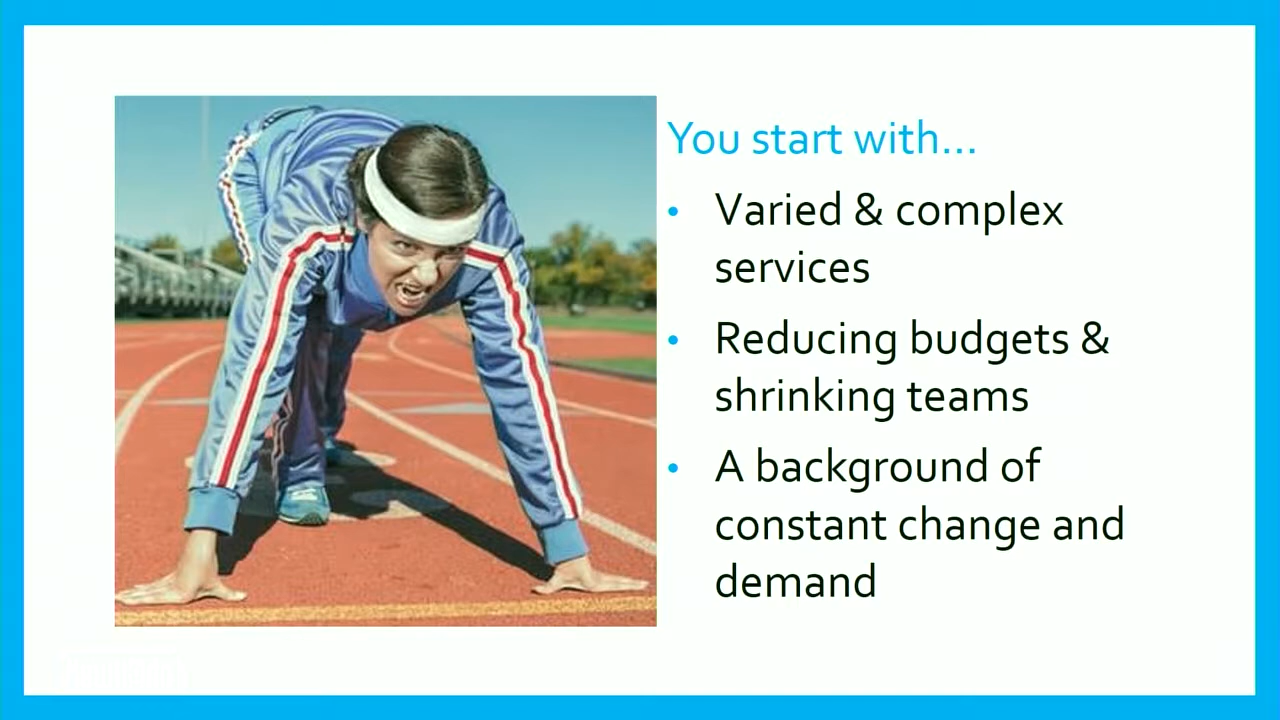 You start with...
• Varied & complex
services
• Reducing budgets &
shrinking teams
• A background of
constant change and
demand